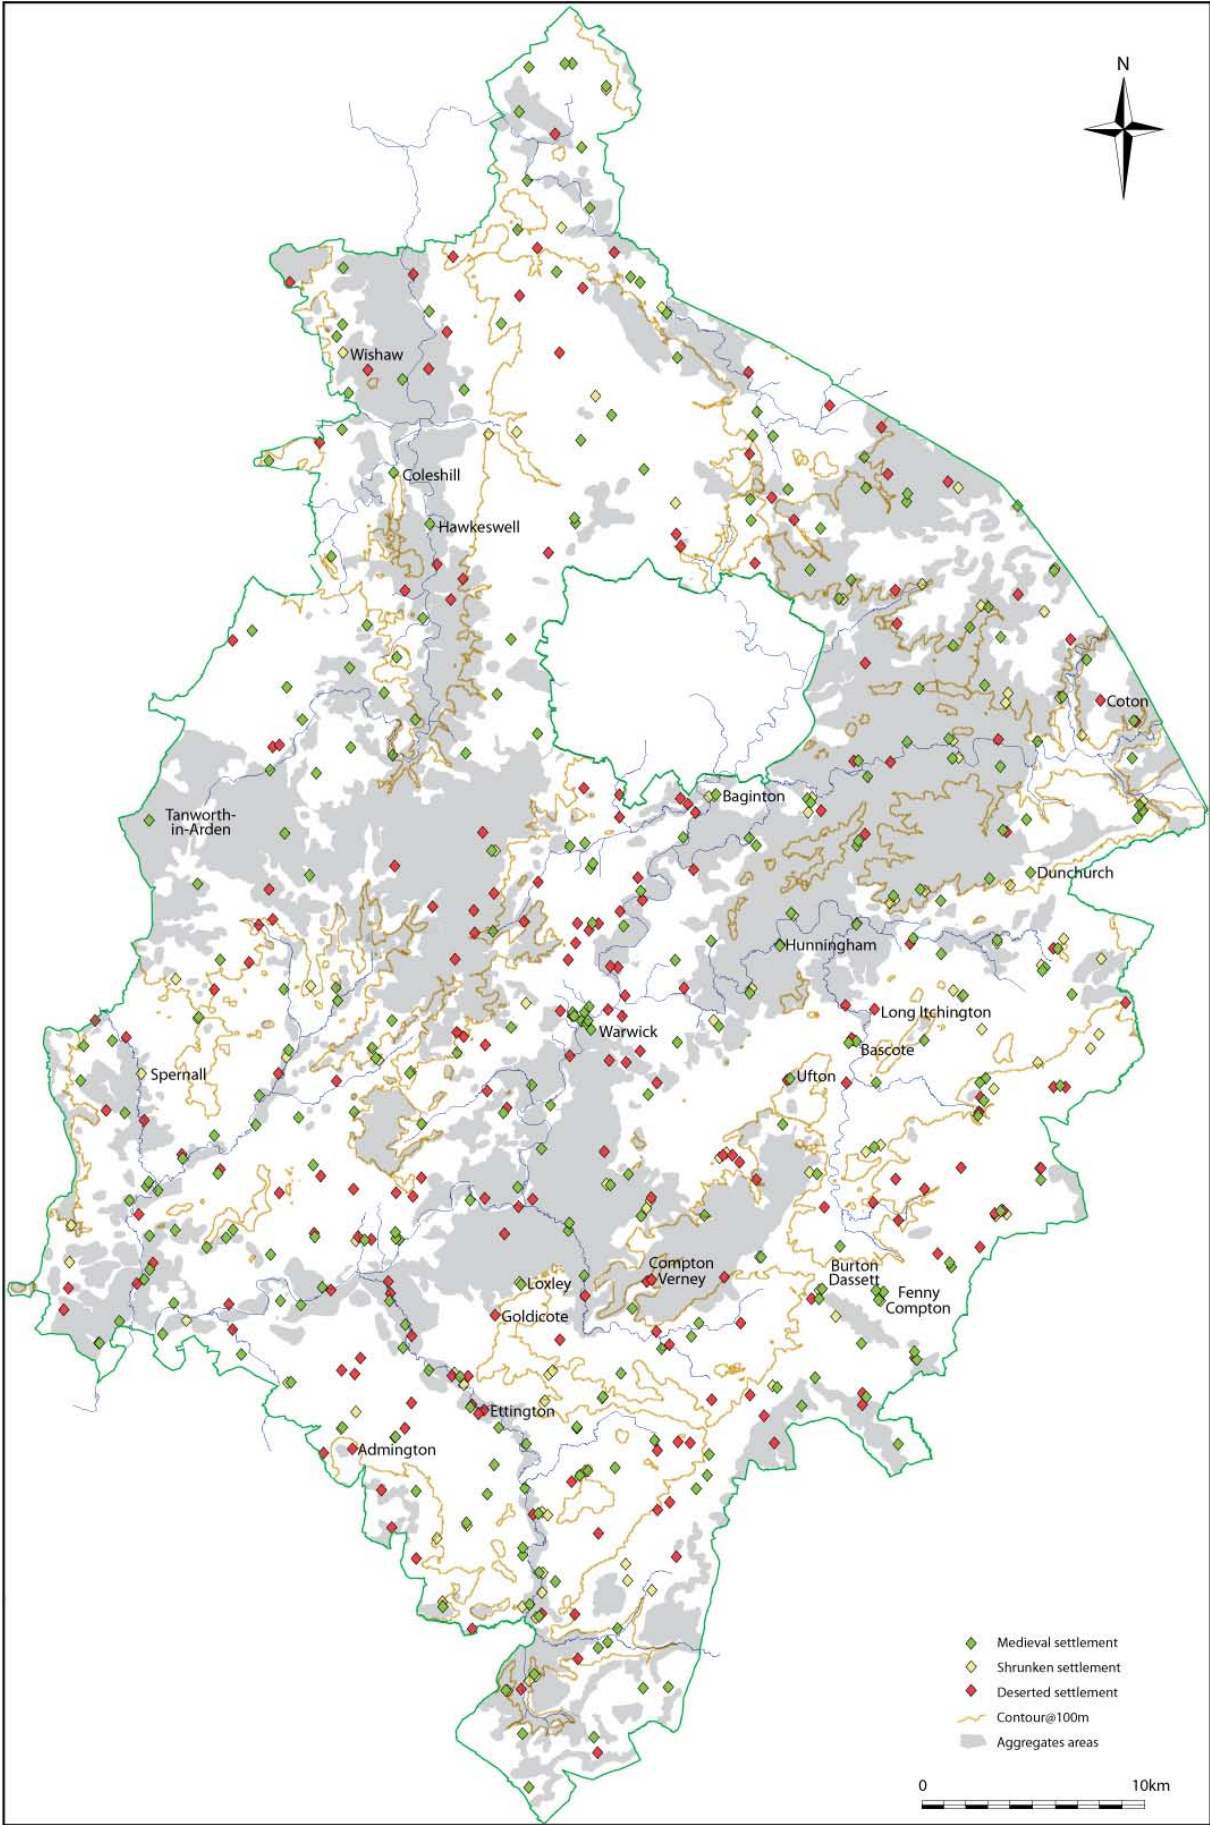 N
Wishaw
Coleshill
Hawkeswell
Coton
Baginton
Tanworth-
in-Arden
Dunchurch
Hunningham
Long Itchington
Warwick
Bascote
Spernall
Ufton
Compton
Verney
Burton
Dassett
Loxley
Fenny
Compton
Goldicote
Ettington
Admington
Medieval settlement
Shrunken settlement
Deserted settlement
Contour@100m
Aggregates areas
0 10km